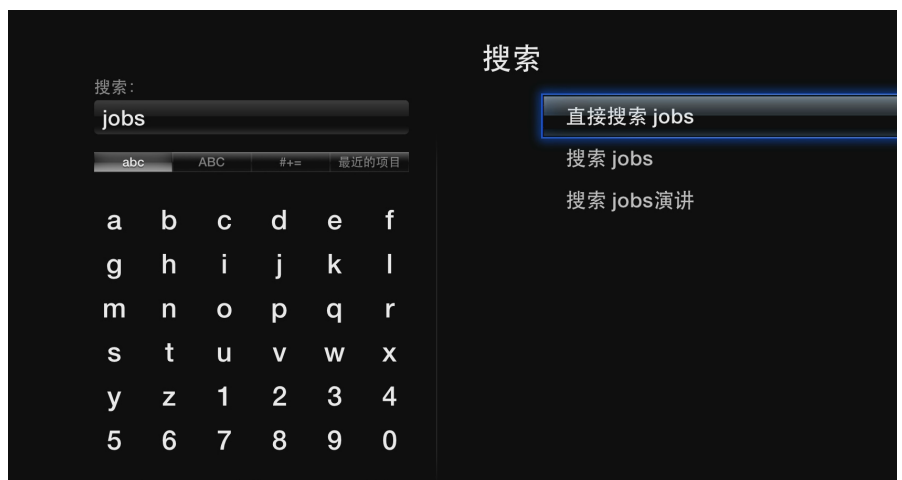 搜索
搜索:
jobs
abc ABC #+= 最近的项目
a b c d e f
g h i j k l
m n o p q r
s t u v w x
y z 1 2 3 4
5 6 7 8 9 0
直接搜索 jobs
搜索 jobs
搜索 jobs演讲